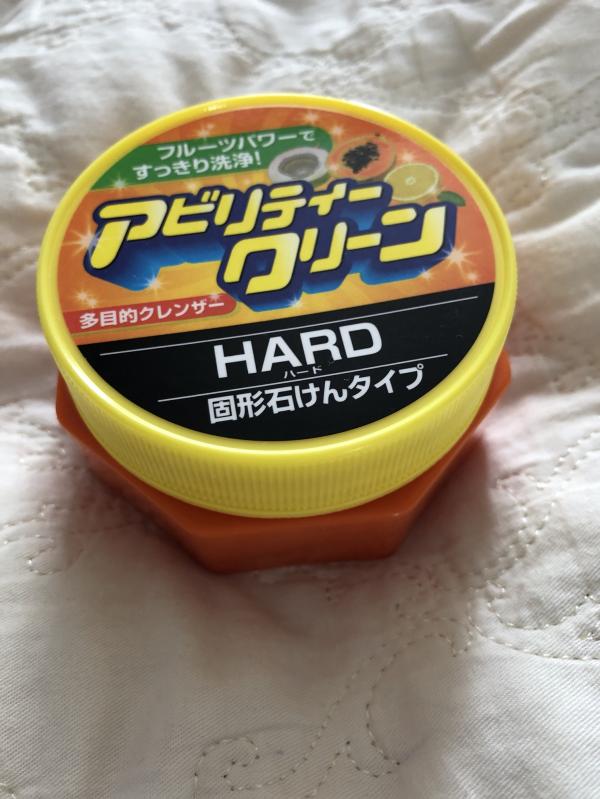 フルーツパワーで
すっきり洗浄!
アビリティー
クリーン
多目的クレンザー
HARD
ハード
固形石けんタイプ